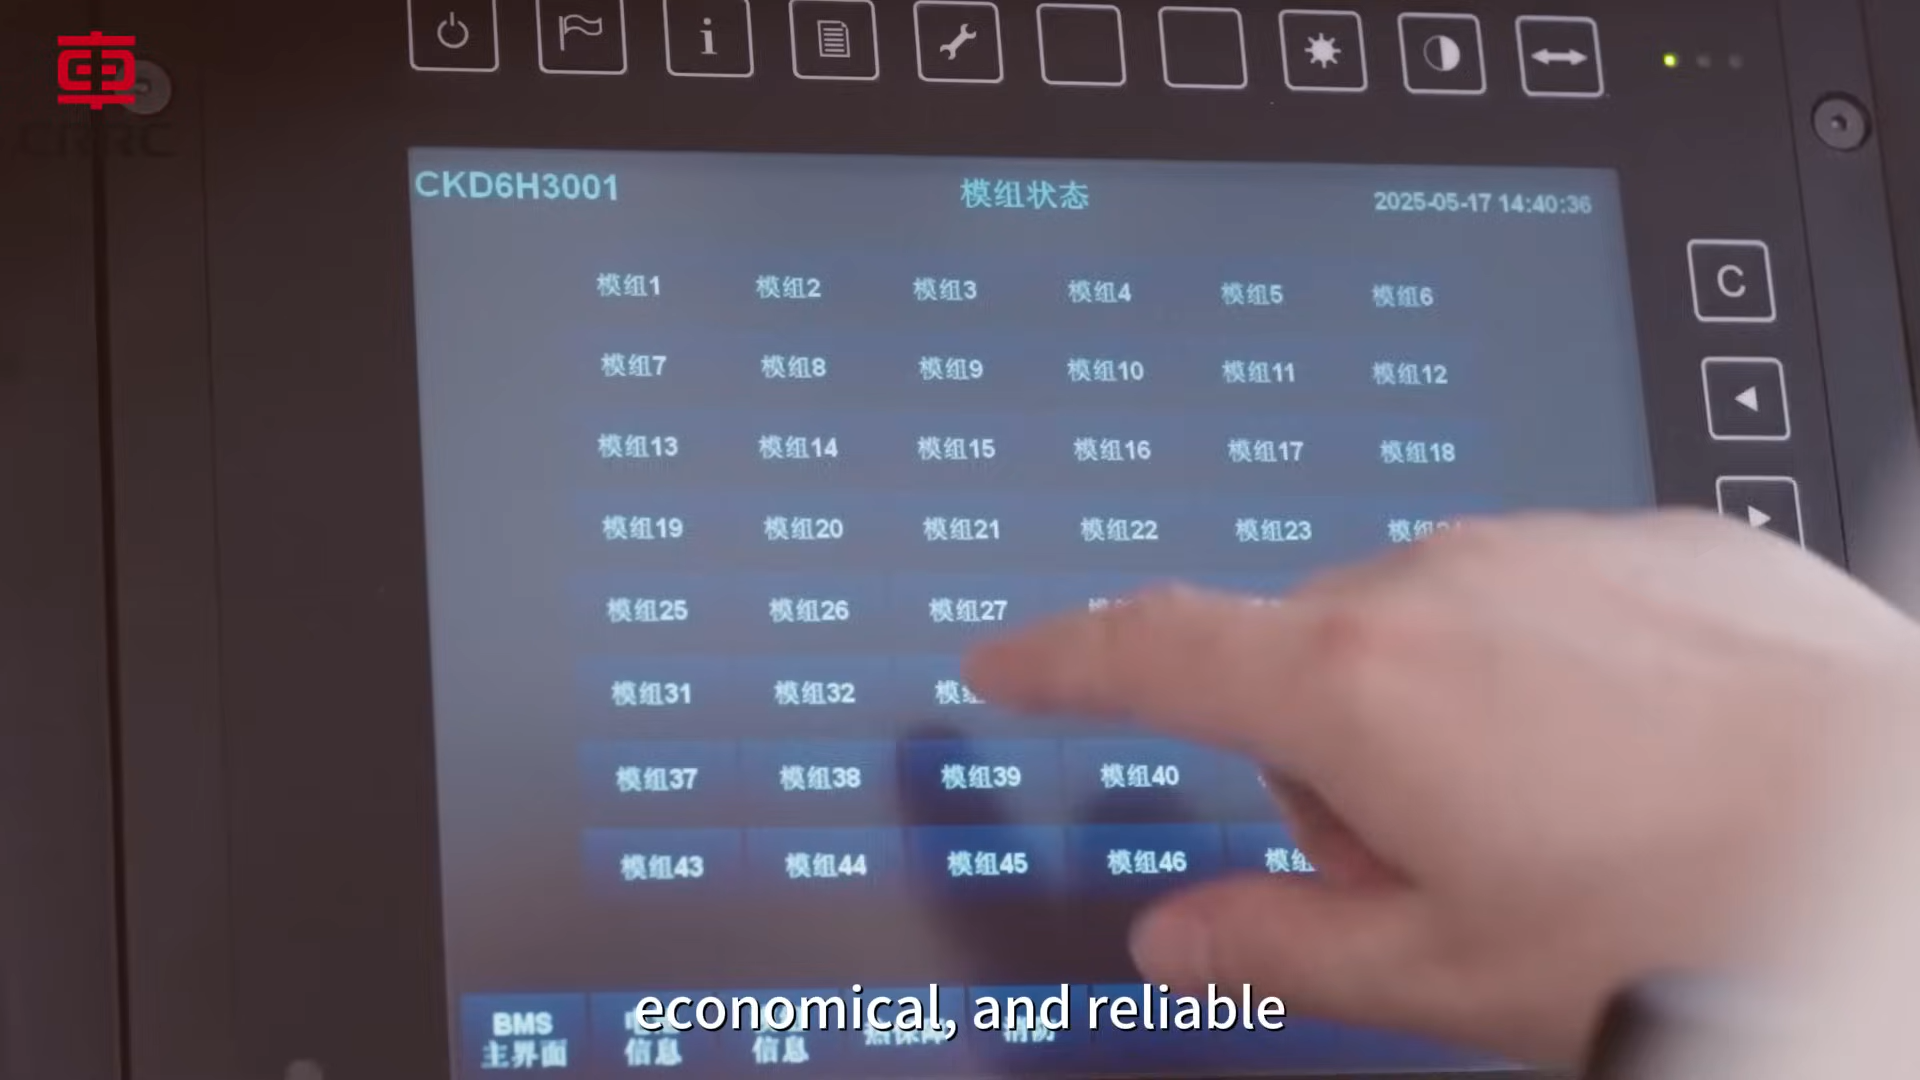 CRRC
CKD6H3001 模组状态 2025-05-17 14:40:36
模组1 模组2 模组3 模组4 模组5 模组6
模组7 模组8 模组9 模组10 模组11 模组12
模组13 模组14 模组15 模组16 模组17 模组18
模组19 模组20 模组21 模组22 模组23
模组25 模组26 模组27
模组31 模组32 模组
模组37 模组38 模组39 模组40
模组43 模组44 模组45 模组46 模组
C
BMS
主界面 信息 信息 消防
economical, and reliable